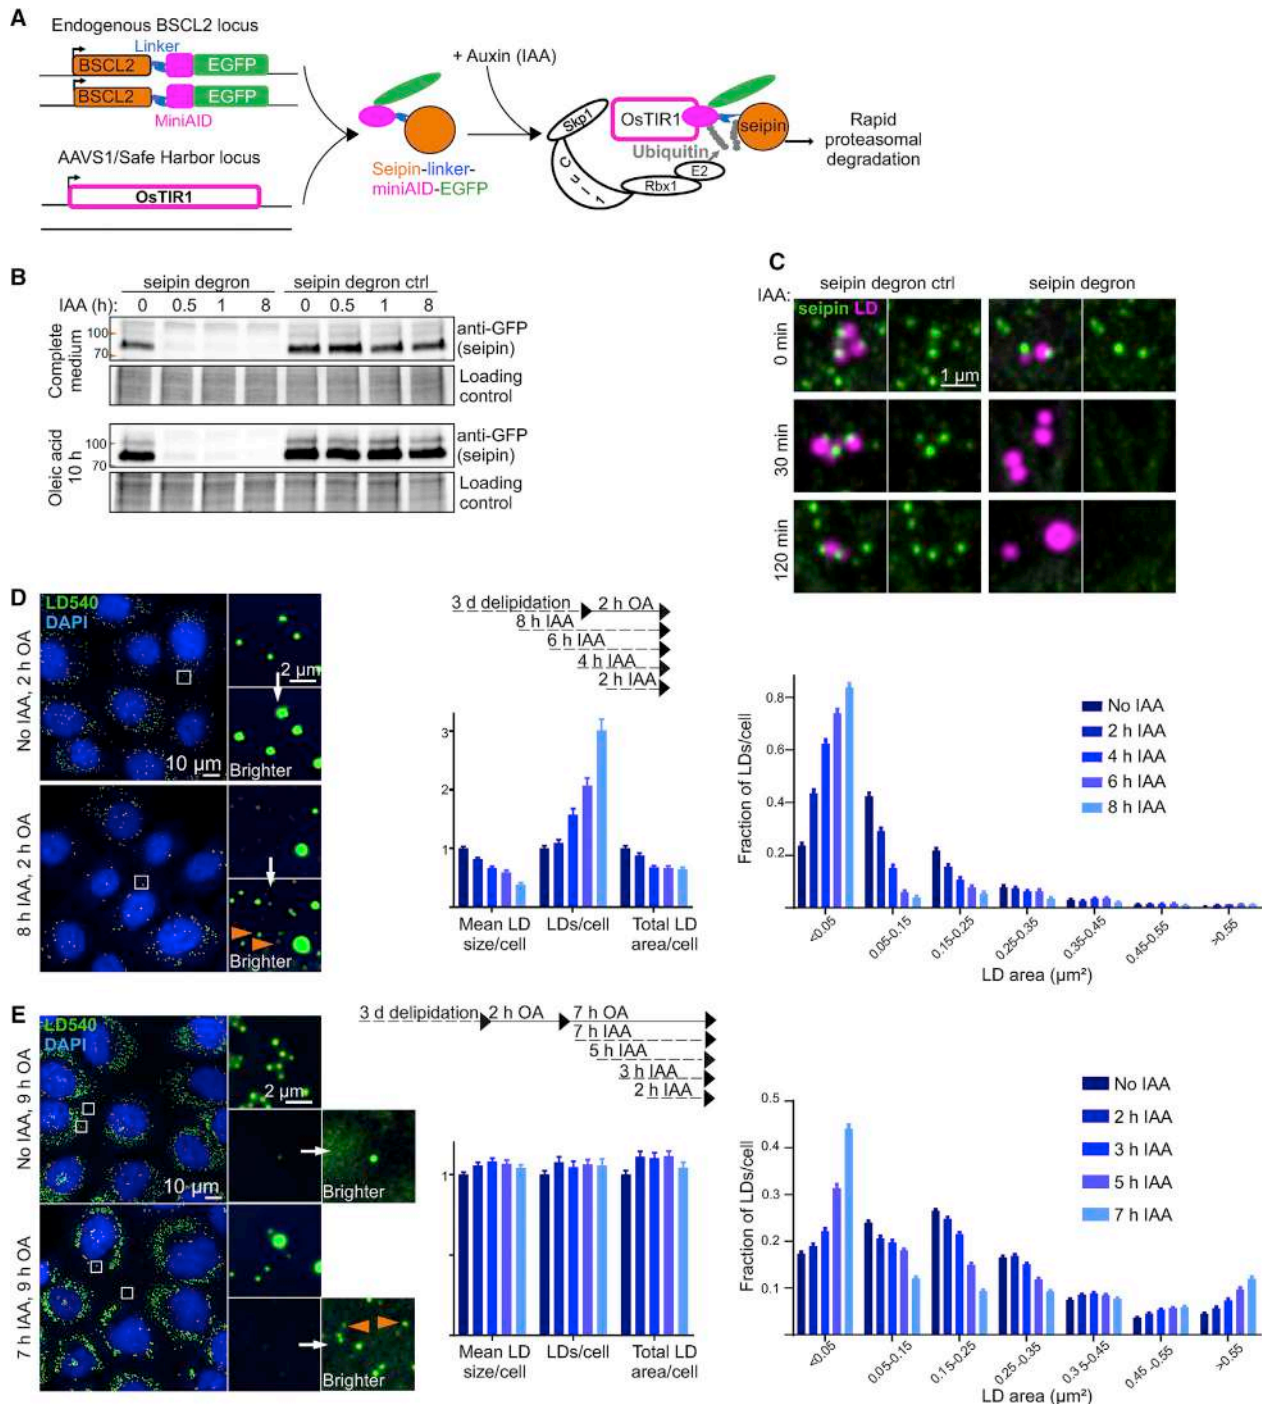 A
Endogenous BSCL2 locus
Linker
BSCL2 EGFP
BSCL2 EGFP
MiniAID
AAVS1/Safe Harbor locus
OsTIR1
Seipin-linker-
miniAID-EGFP
+ Auxin (IAA)
Skp1
Cul1
OsTIR1
seipin
Ubiquitin
E2
Rbx1
Rapid
proteasomal
degradation
B
seipin degron seipin degron ctrl
IAA (h): 0 0.5 1 8 0 0.5 1 8
Complete
medium
100
70
anti-GFP
(seipin)
Loading
control
Oleic acid
10 h
100
70
anti-GFP
(seipin)
Loading
control
C
seipin degron ctrl seipin degron
IAA:
seipin LD
0 min
1 µm
30 min
120 min
D
LD540
DAPI
No IAA, 2 h OA
10 µm
2 µm
Brighter
8 h IAA, 2 h OA
Brighter
3 d delipidation 2 h OA
8 h IAA
6 h IAA
4 h IAA
2 h IAA
3
2
1
Mean LD
size/cell
LDs/cell
Total LD
area/cell
Fraction of LDs/cell
0.8
0.6
0.4
0.2
No IAA
2 h IAA
4 h IAA
6 h IAA
8 h IAA
<0.05
0.05-0.15
0.15-0.25
0.25-0.35
0.35-0.45
0.45-0.55
>0.55
LD area (µm²)
E
LD540
DAPI
No IAA, 9 h OA
10 µm
2 µm
Brighter
7 h IAA, 9 h OA
Brighter
3 d delipidation 2 h OA 7 h OA
7 h IAA
5 h IAA
3 h IAA
2 h IAA
1
Mean LD
size/cell
LDs/cell
Total LD
area/cell
Fraction of LDs/cell
0.5
0.4
0.3
0.2
0.1
No IAA
2 h IAA
3 h IAA
5 h IAA
7 h IAA
<0.05
0.05-0.15
0.15-0.25
0.25-0.35
0.35-0.45
0.45-0.55
>0.55
LD area (µm²)